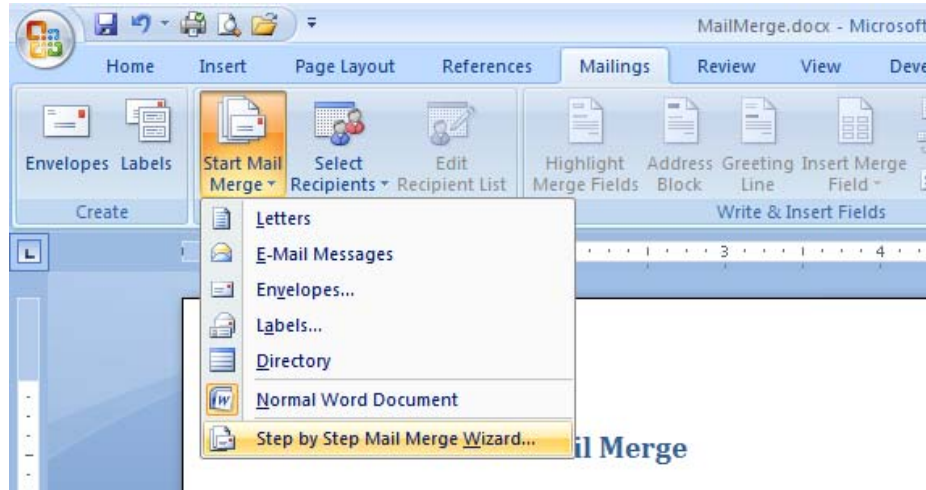 MailMerge.docx - Microsoft
Home Insert Page Layout References Mailings Review View Deve
Envelopes Labels Start Mail Merge Select Recipients Edit Recipient List Highlight Merge Fields Address Block Greeting Line Insert Merge Field
Create Write & Insert Fields
Letters
L 3 4
E-Mail Messages
Envelopes...
Labels...
Directory
Normal Word Document
Step by Step Mail Merge Wizard...
il Merge